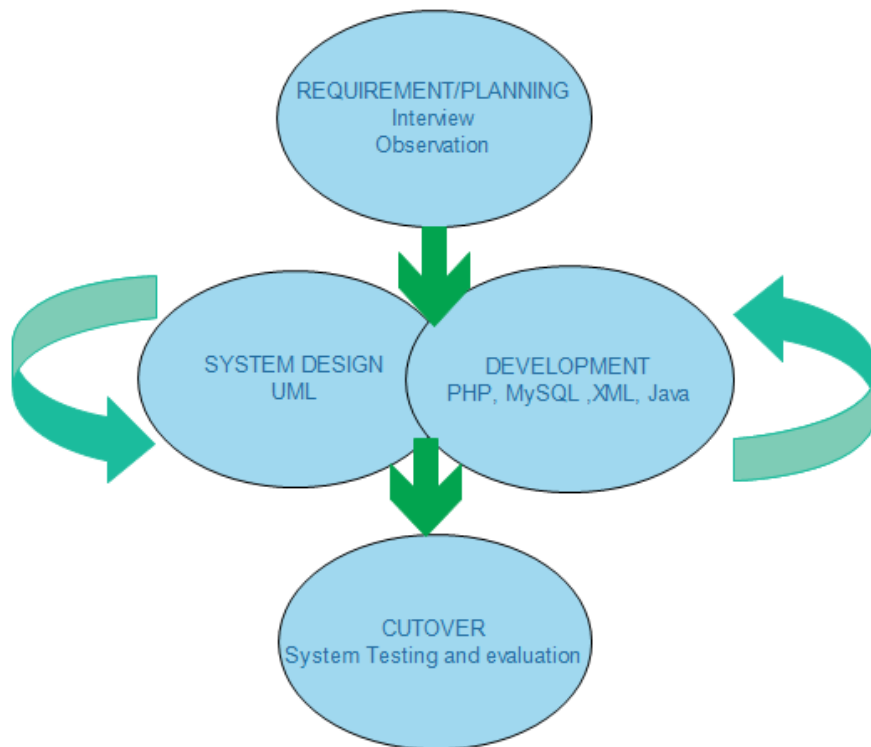 REQUIREMENT/PLANNING
Interview
Observation
SYSTEM DESIGN
UML
DEVELOPMENT
PHP, MySQL ,XML, Java
CUTOVER
System Testing and evaluation